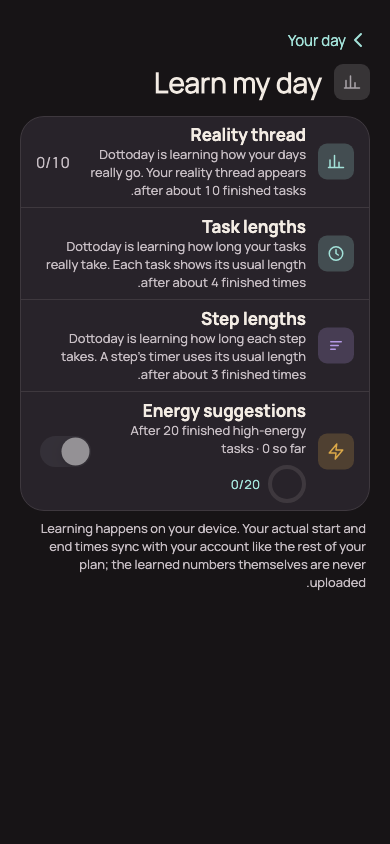 Your day
Learn my day
Reality thread
Dottoday is learning how your days
really go. Your reality thread appears
.after about 10 finished tasks
0/10
Task lengths
Dottoday is learning how long your tasks
really take. Each task shows its usual length
.after about 4 finished times
Step lengths
Dottoday is learning how long each step
takes. A step's timer uses its usual length
.after about 3 finished times
Energy suggestions
After 20 finished high-energy
tasks · 0 so far
0/20
Learning happens on your device. Your actual start and
end times sync with your account like the rest of your
plan; the learned numbers themselves are never
.uploaded